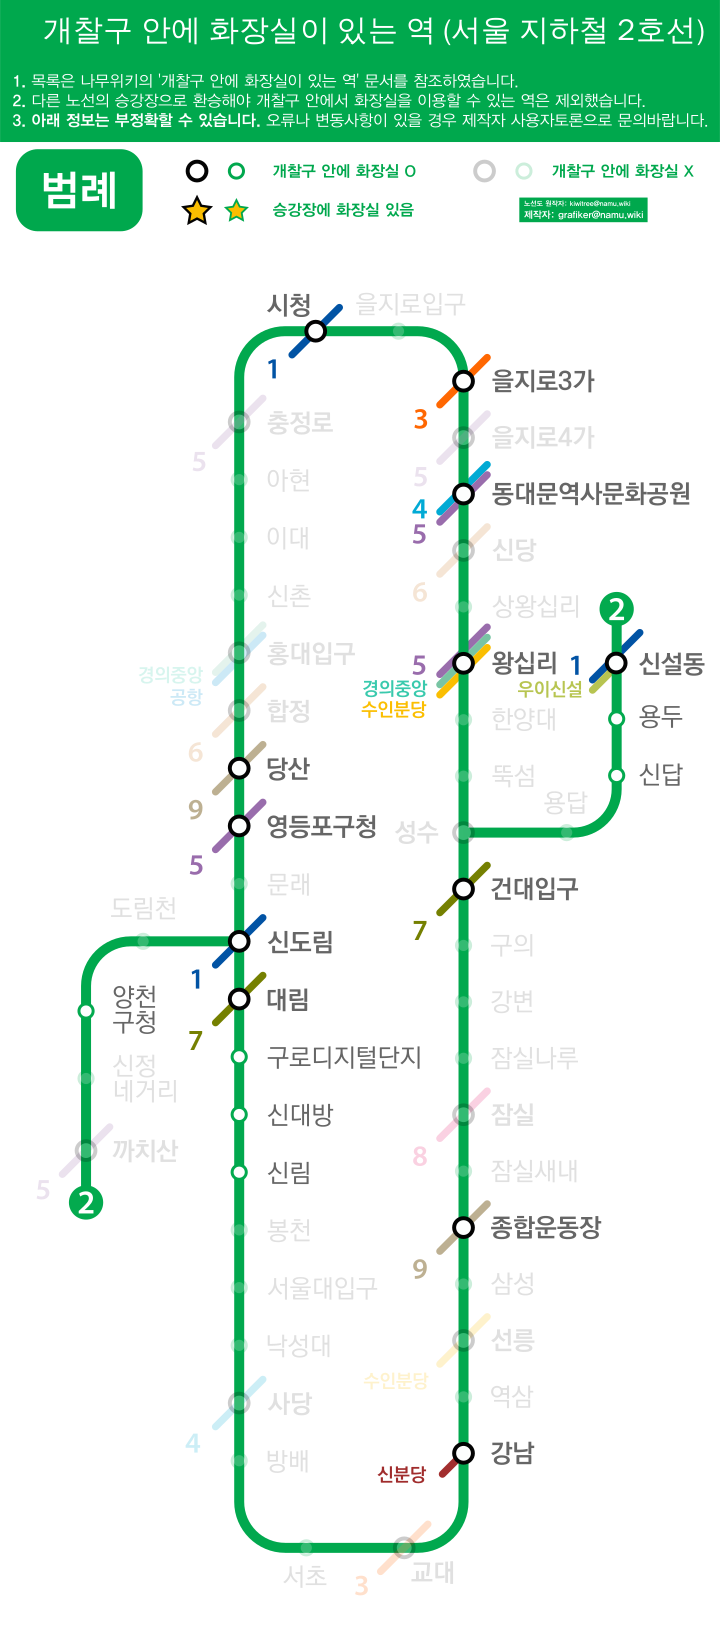 개찰구 안에 화장실이 있는 역 (서울 지하철 2호선)
1. 목록은 나무위키의 '개찰구 안에 화장실이 있는 역' 문서를 참조하였습니다.
2. 다른 노선의 승강장으로 환승해야 개찰구 안에서 화장실을 이용할 수 있는 역은 제외했습니다.
3. 아래 정보는 부정확할 수 있습니다. 오류나 변동사항이 있을 경우 제작자 사용자토론으로 문의바랍니다.
범례
개찰구 안에 화장실 O
개찰구 안에 화장실 X
승강장에 화장실 있음
노선도 원작자: kiwitree@namu.wiki
제작자: grafiker@namu.wiki
시청
1
을지로입구
을지로3가
3
충정로
5
을지로4가
5
아현
동대문역사문화공원
4
5
이대
신당
6
신촌
상왕십리
2
홍대입구
경의중앙
공항
왕십리
5
경의중앙
수인분당
신설동
1
우이신설
합정
6
한양대
용두
당산
9
뚝섬
신답
용답
영등포구청
5
성수
문래
건대입구
7
도림천
신도림
1
구의
양천
구청
대림
7
강변
신정
네거리
구로디지털단지
잠실나루
까치산
5
2
신대방
잠실
8
신림
잠실새내
봉천
종합운동장
9
서울대입구
삼성
낙성대
선릉
수인분당
사당
4
역삼
방배
강남
신분당
서초
교대
3